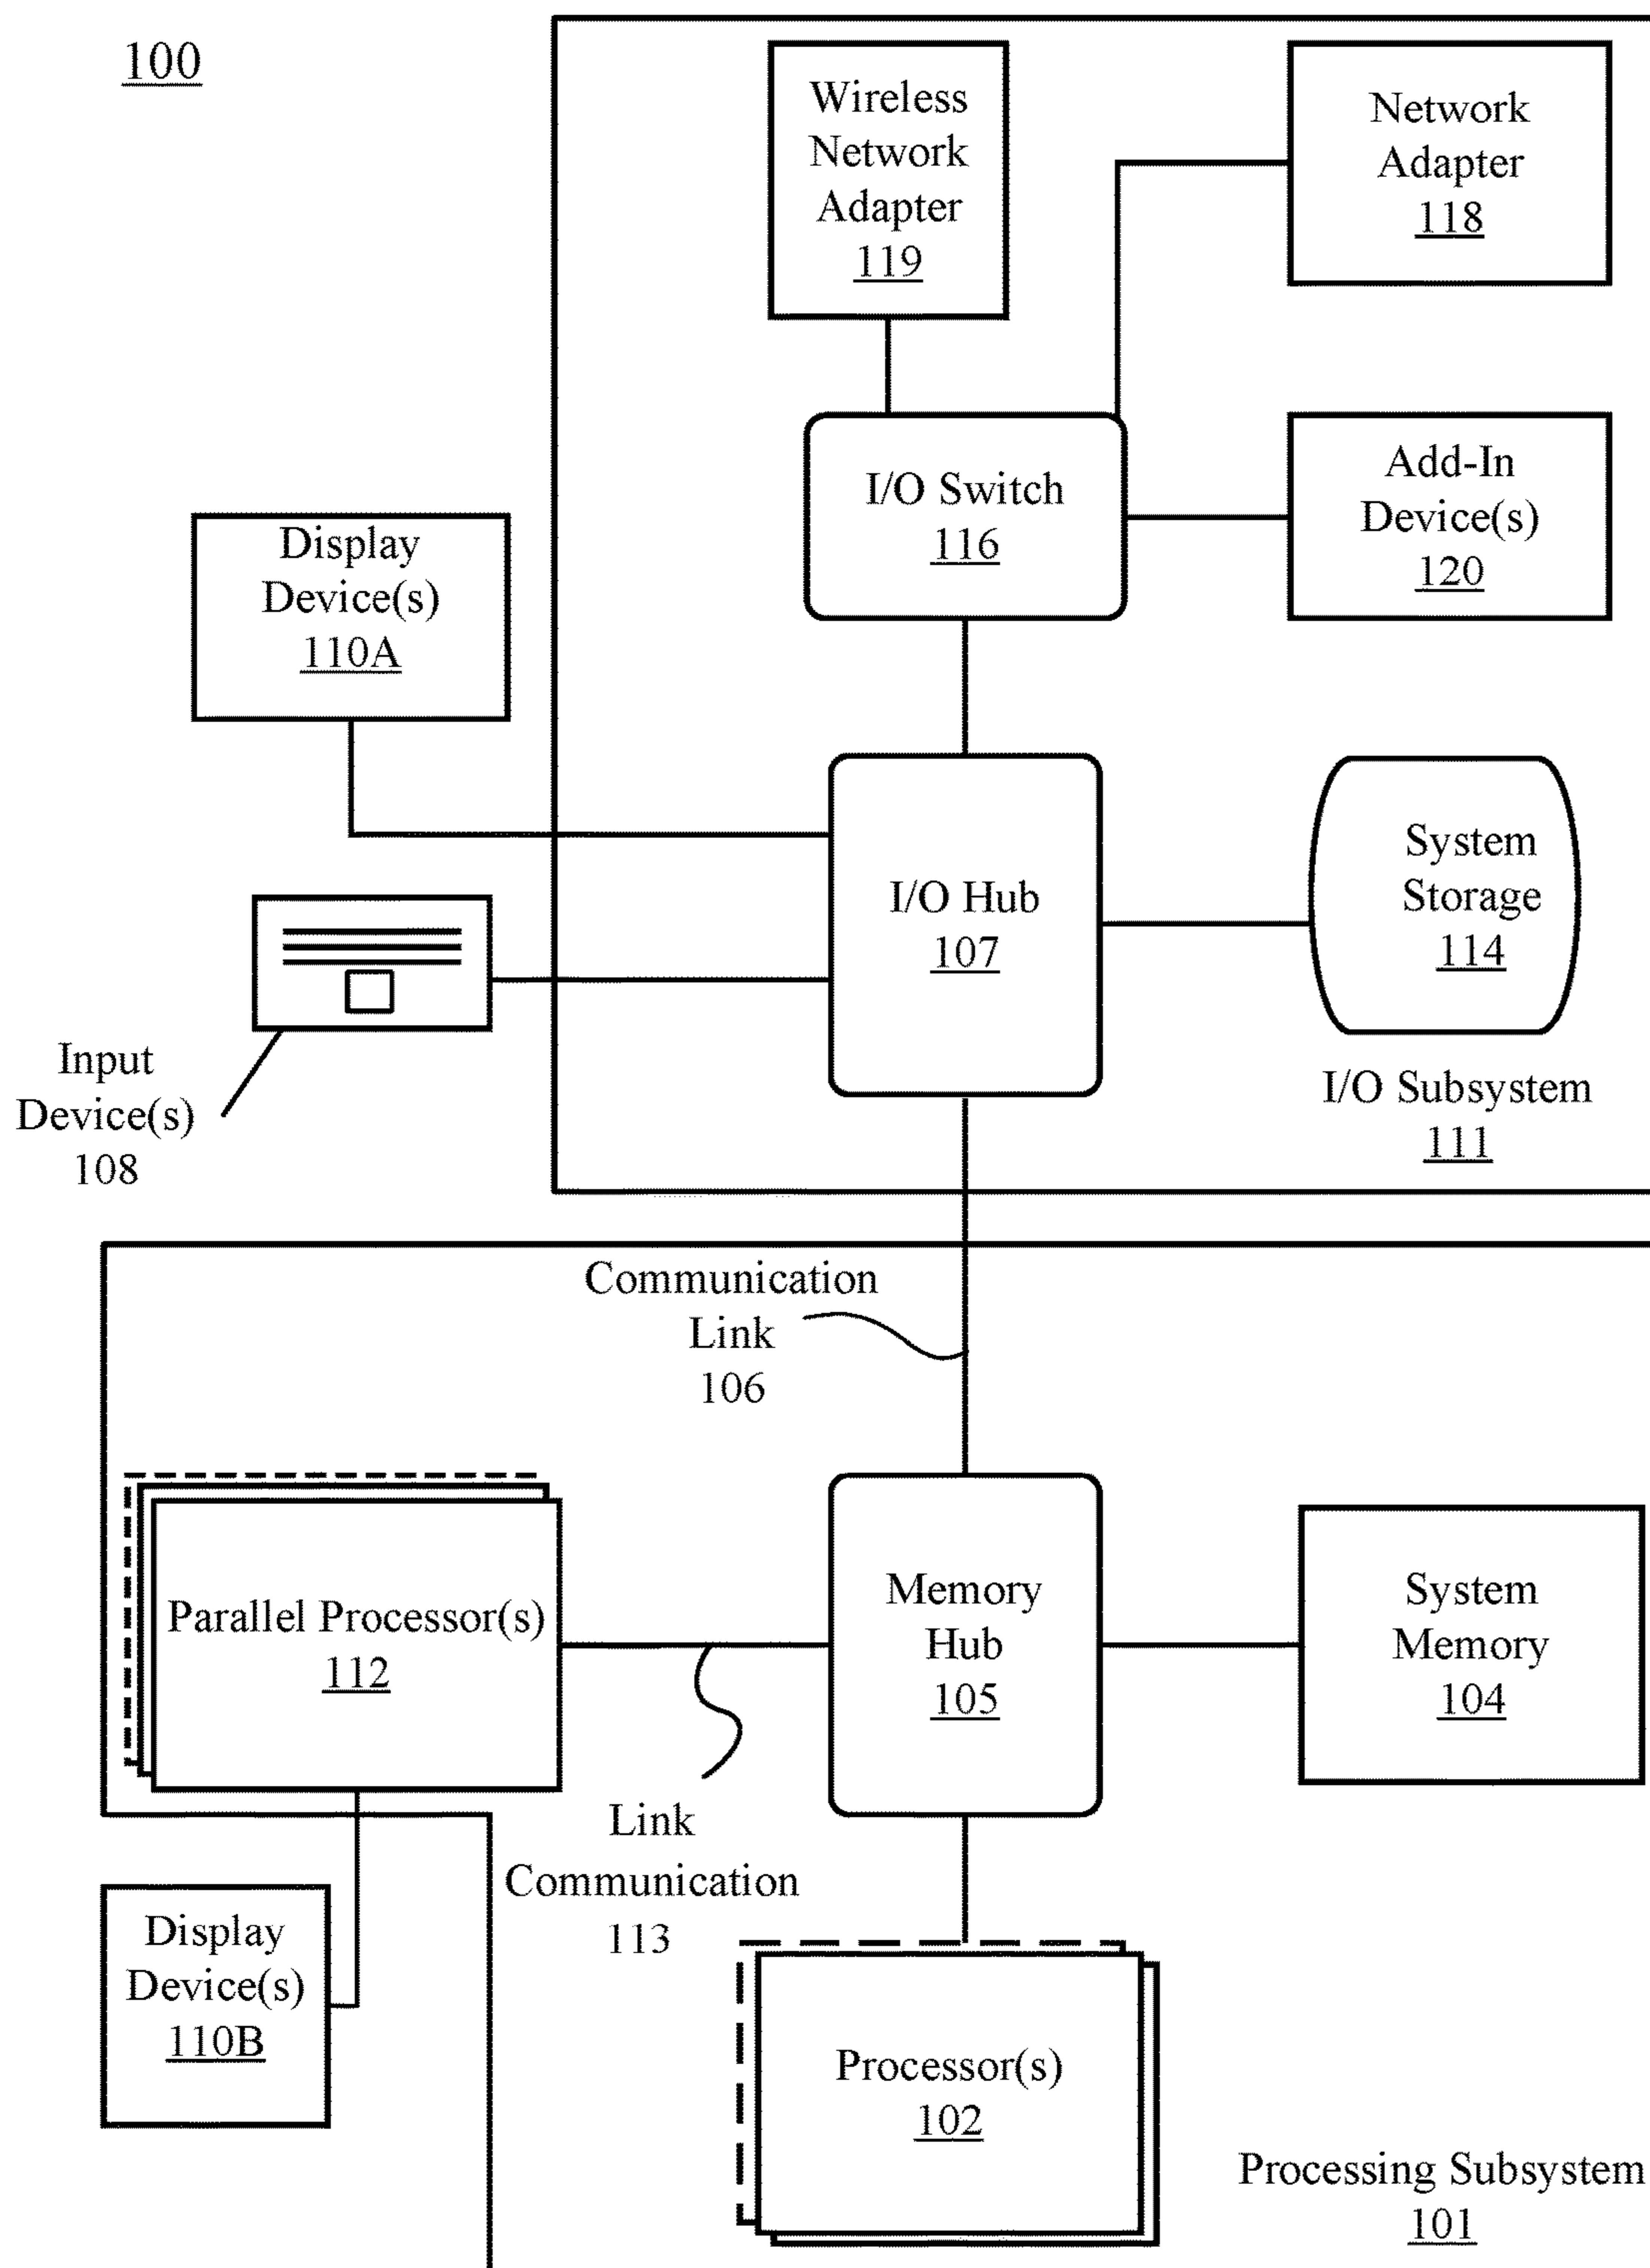 100
Wireless
Network
Adapter
119
Network
Adapter
118
I/O Switch
116
Add-In
Device(s)
120
Display
Device(s)
110A
I/O Hub
107
System
Storage
114
Input
Device(s)
108
I/O Subsystem
111
Communication
Link
106
Parallel Processor(s)
112
Memory
Hub
105
System
Memory
104
Link
Communication
113
Display
Device(s)
110B
Processor(s)
102
Processing Subsystem
101